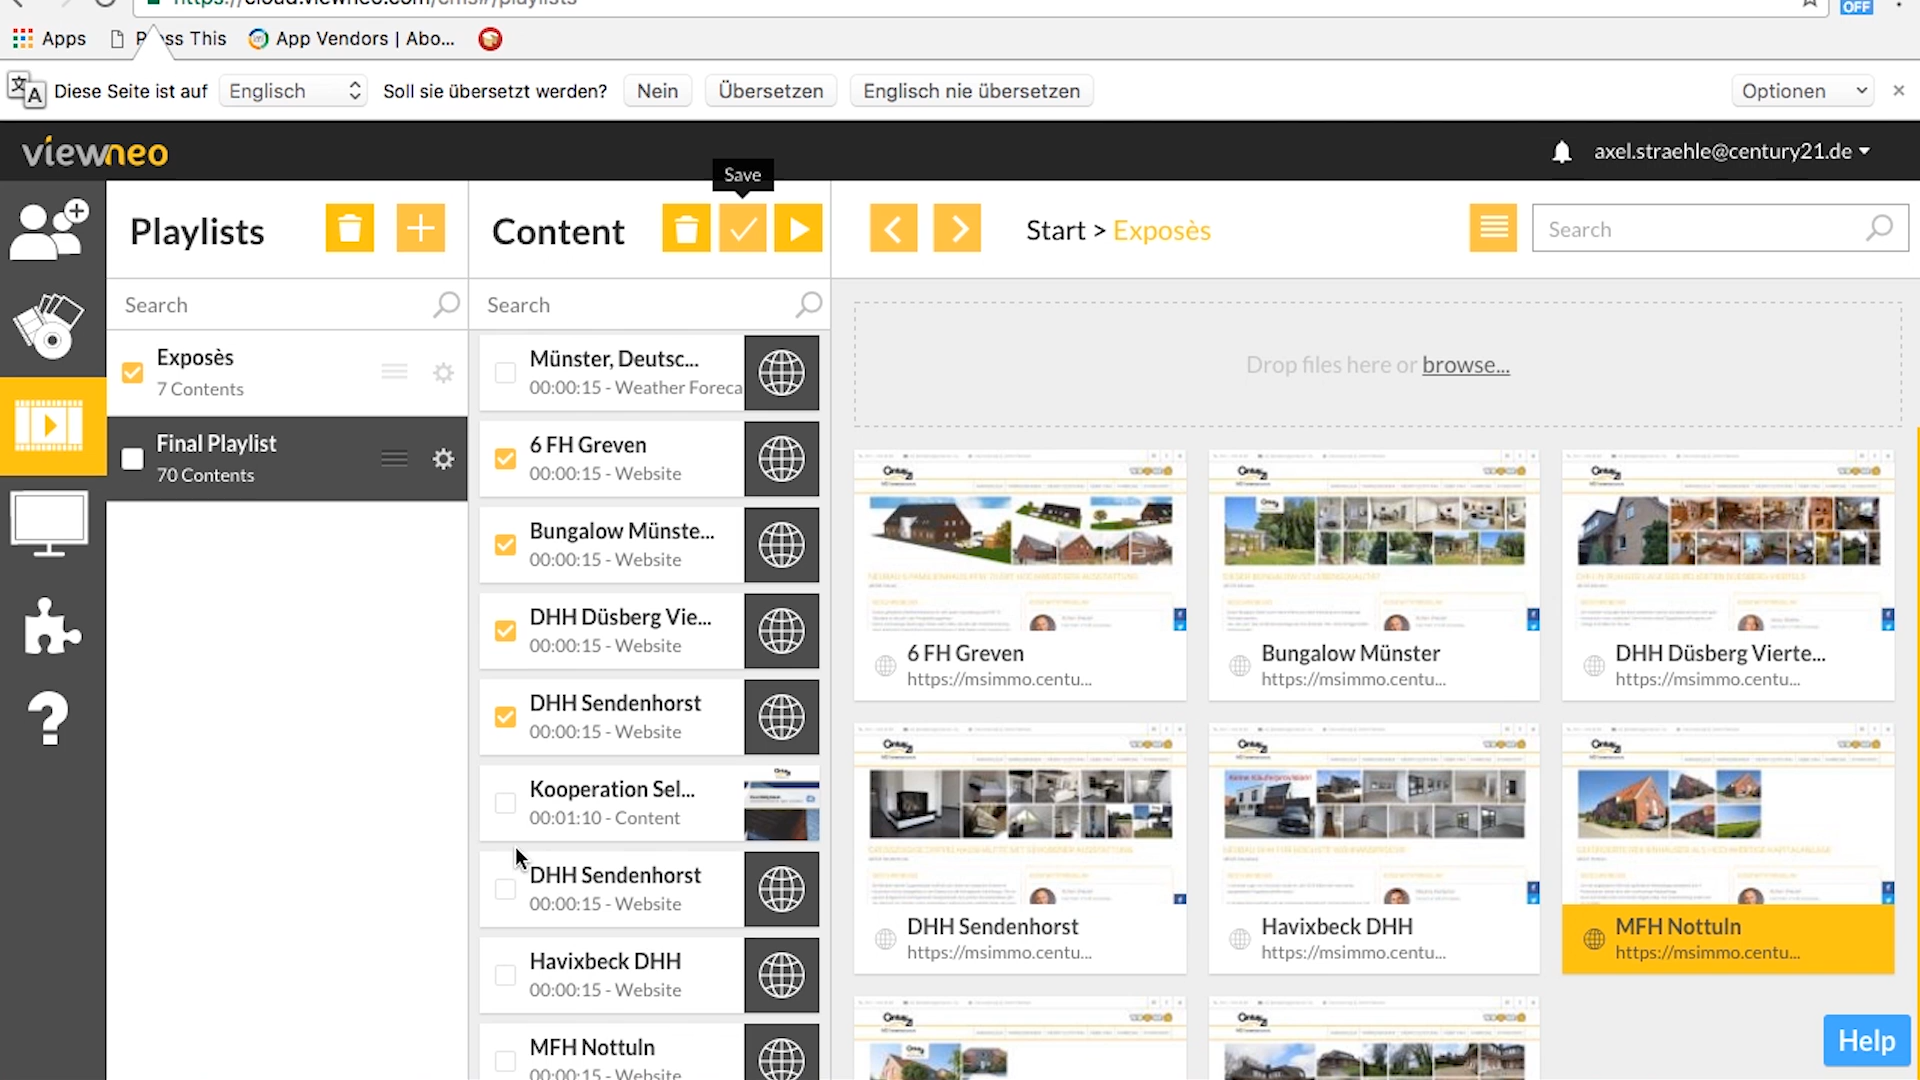 Apps
App Vendors | Abo...
Diese Seite ist auf Englisch Soll sie übersetzt werden? Nein Übersetzen Englisch nie übersetzen Optionen
OFF
viewneo
axel.straehle@century21.de
Save
Playlists
Content
Start > Exposès
Search
Search
Search
Exposès
7 Contents
Final Playlist
70 Contents
Münster, Deutsc...
00:00:15 - Weather Foreca
6 FH Greven
00:00:15 - Website
Bungalow Münste...
00:00:15 - Website
DHH Düsberg Vie...
00:00:15 - Website
DHH Sendenhorst
00:00:15 - Website
Kooperation Sel...
00:01:10 - Content
DHH Sendenhorst
00:00:15 - Website
Havixbeck DHH
00:00:15 - Website
MFH Nottuln
00:00:15 - Website
Drop files here or browse...
6 FH Greven
https://msimmo.centu...
Bungalow Münster
https://msimmo.centu...
DHH Düsberg Vierte...
https://msimmo.centu...
DHH Sendenhorst
https://msimmo.centu...
Havixbeck DHH
https://msimmo.centu...
MFH Nottuln
https://msimmo.centu...
Help